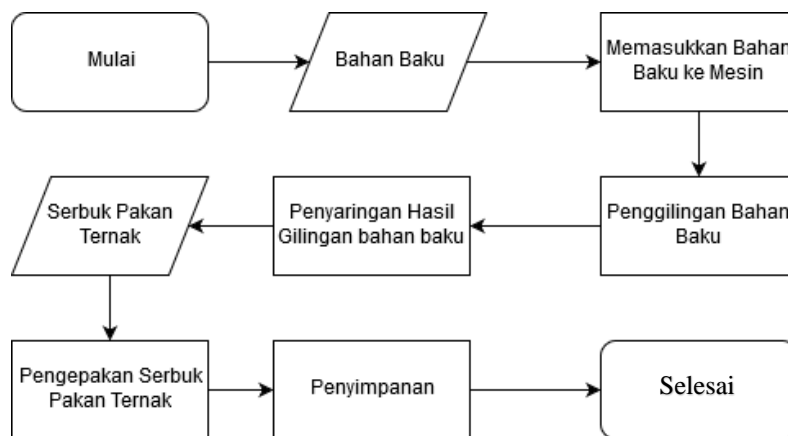 Mulai
Bahan Baku
Memasukkan Bahan
Baku ke Mesin
Penggilingan Bahan
Baku
Penyaringan Hasil
Gilingan bahan baku
Serbuk Pakan
Ternak
Pengepakan Serbuk
Pakan Ternak
Penyimpanan
Selesai